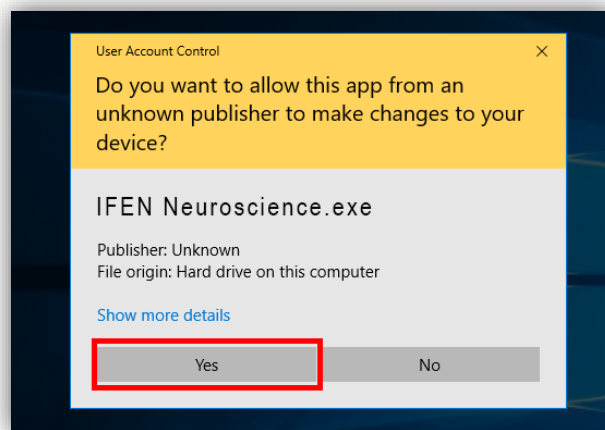 User Account Control
Do you want to allow this app from an
unknown publisher to make changes to your
device?
IFEN Neuroscience.exe
Publisher: Unknown
File origin: Hard drive on this computer
Show more details
Yes
No